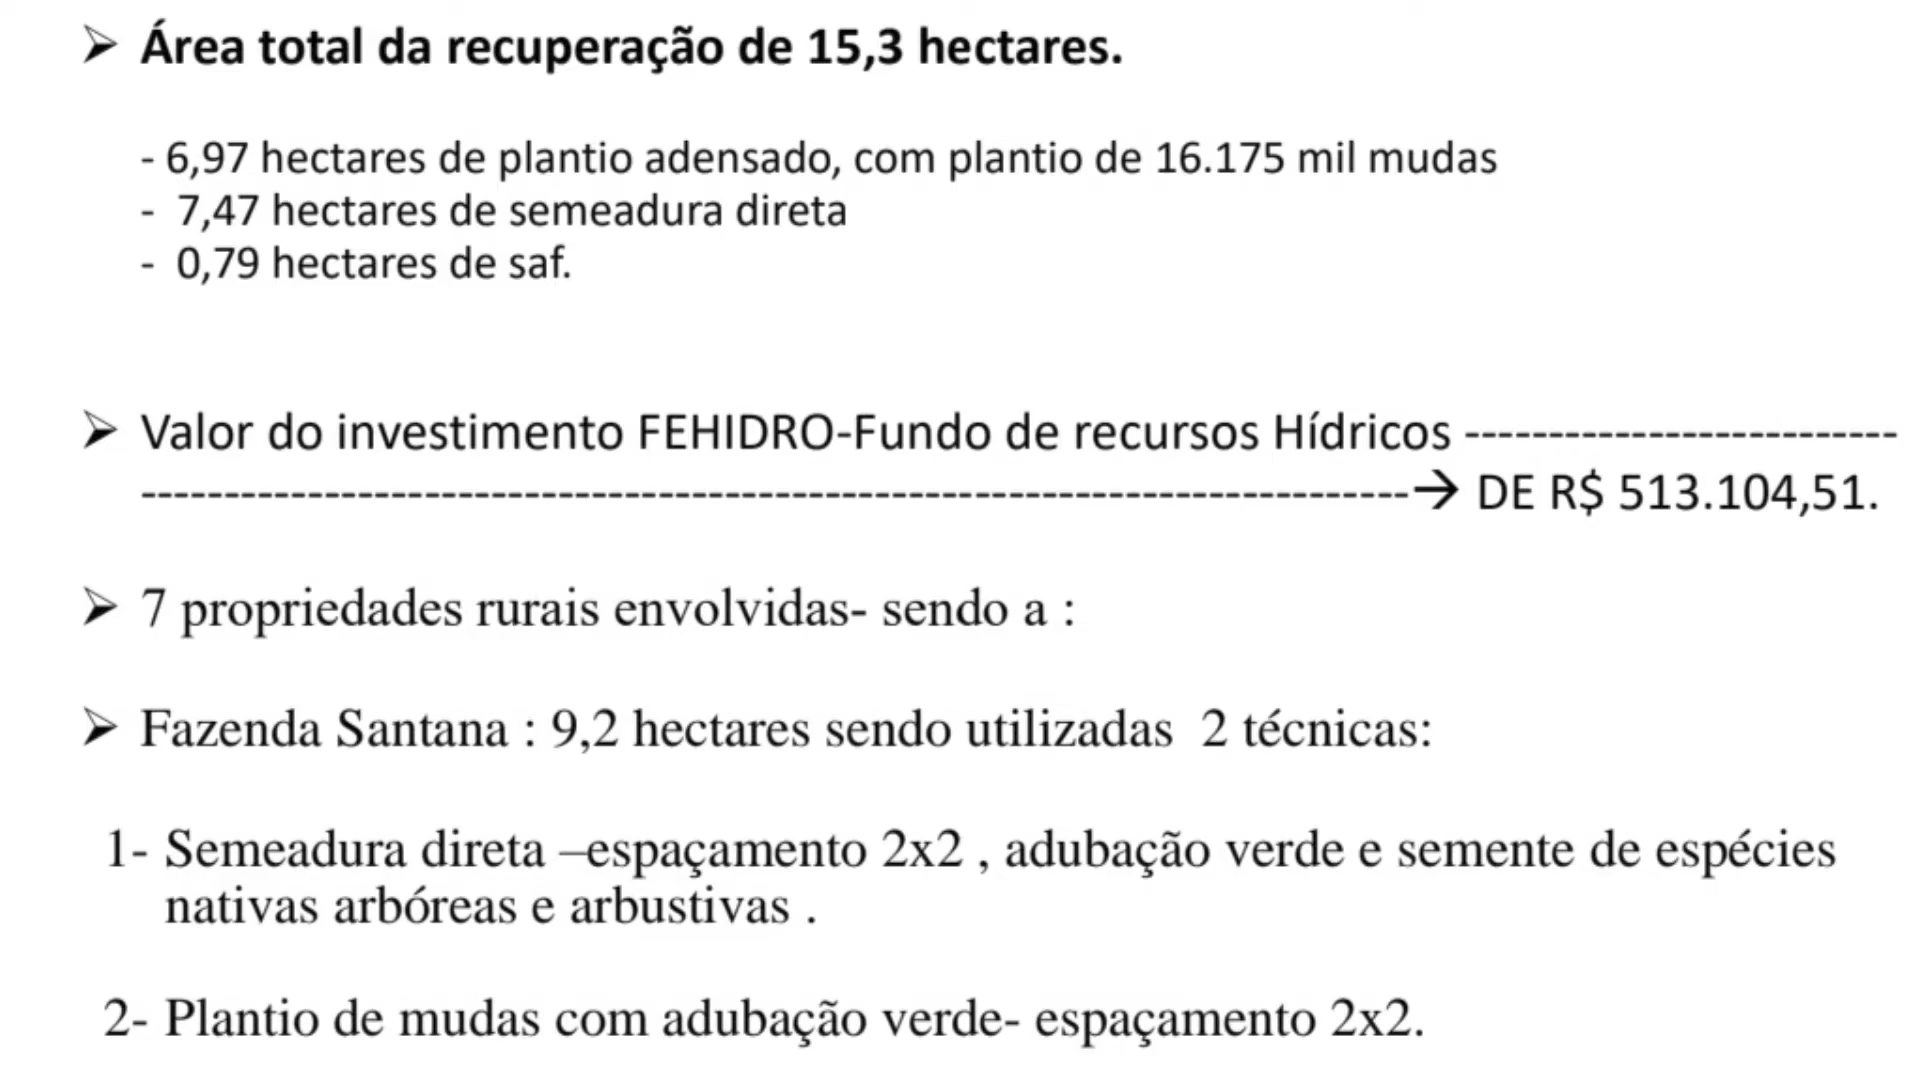 ➢ Área total da recuperação de 15,3 hectares.
- 6,97 hectares de plantio adensado, com plantio de 16.175 mil mudas
- 7,47 hectares de semeadura direta
- 0,79 hectares de saf.
➢ Valor do investimento FEHIDRO-Fundo de recursos Hídricos --------------------------
----------------------------------------------------------------------------→ DE R$ 513.104,51.
➢ 7 propriedades rurais envolvidas- sendo a :
➢ Fazenda Santana : 9,2 hectares sendo utilizadas 2 técnicas:
1- Semeadura direta –espaçamento 2x2 , adubação verde e semente de espécies
nativas arbóreas e arbustivas .
2- Plantio de mudas com adubação verde- espaçamento 2x2.